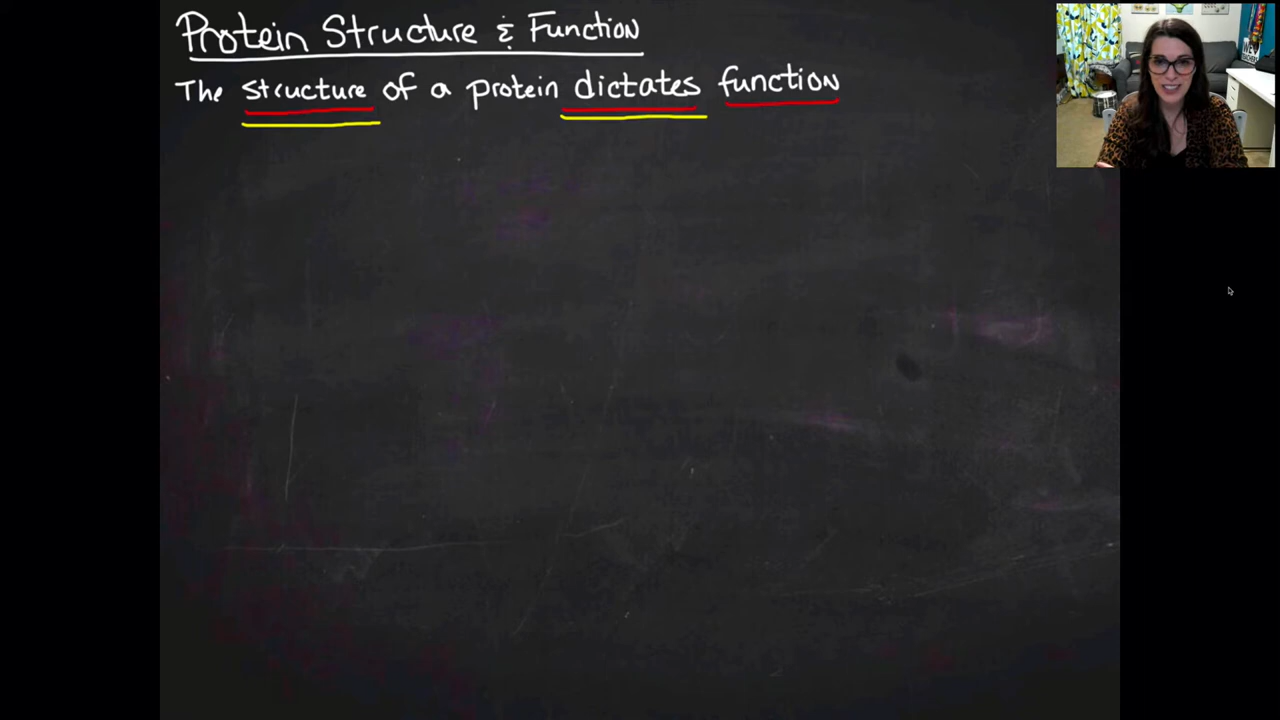 Protein Structure & Function
The structure of a protein dictates function